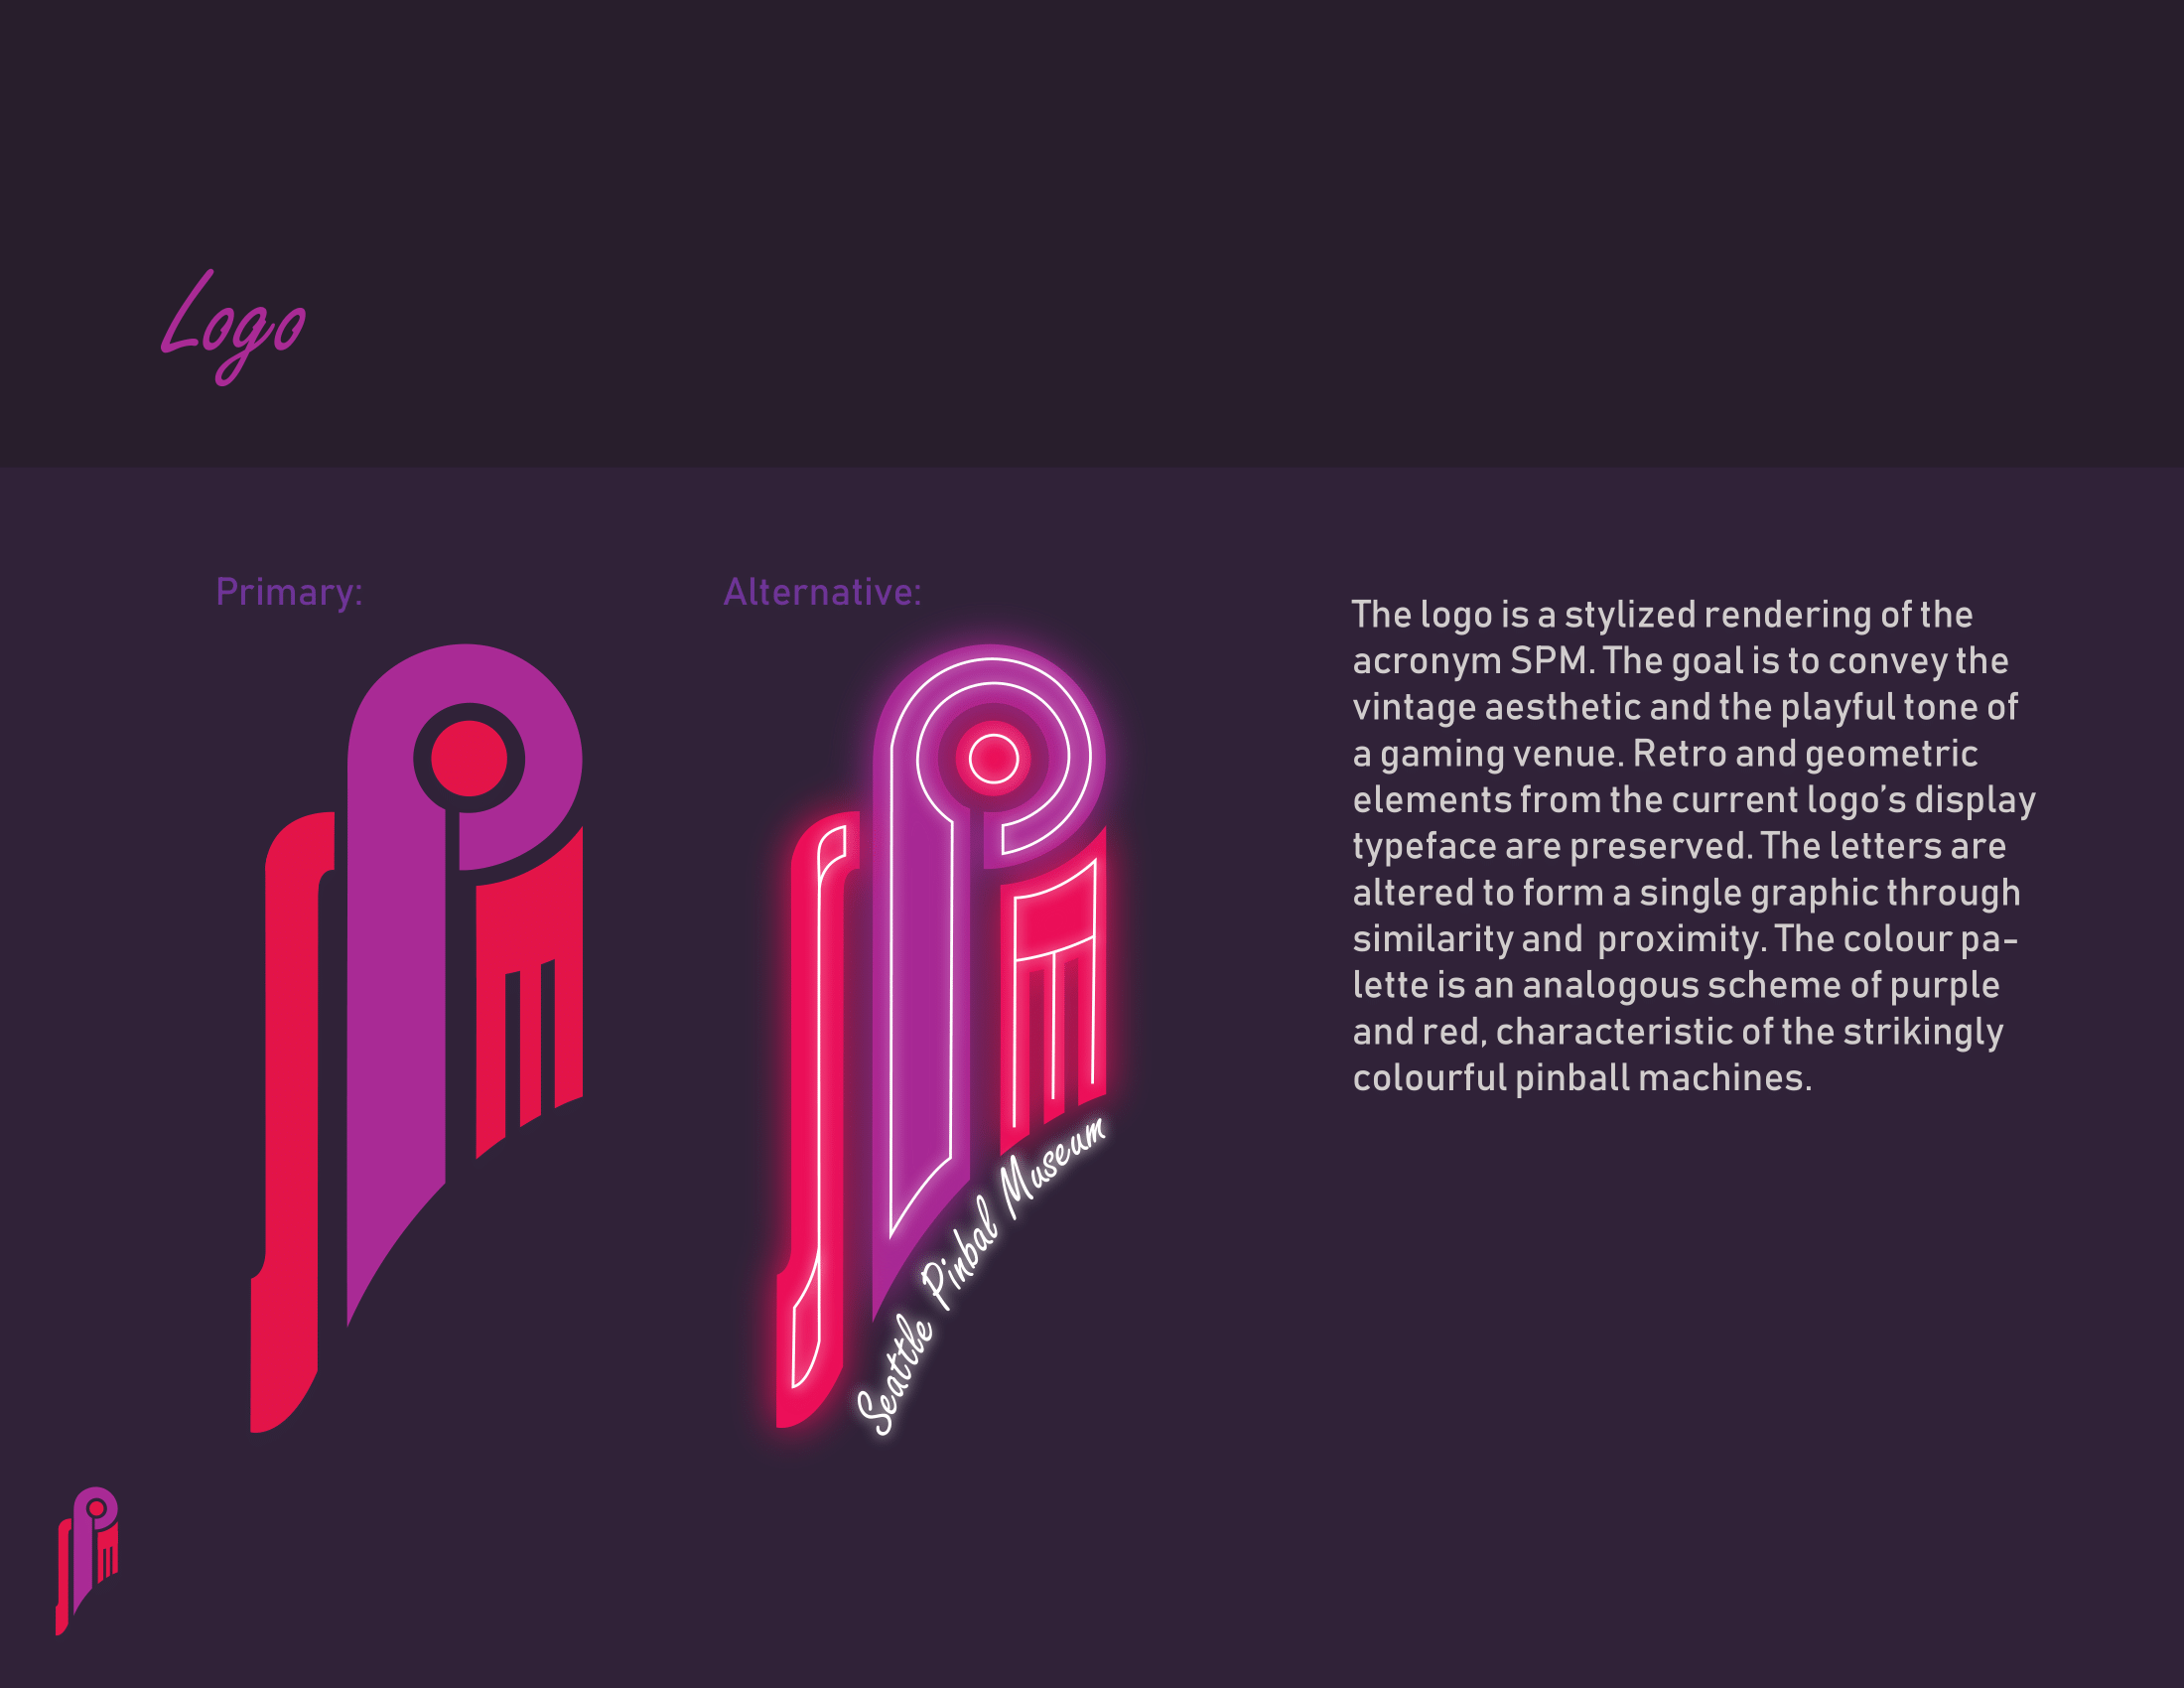 Logo
Primary:
Alternative:
Seattle Pinbal Museum
The logo is a stylized rendering of the
acronym SPM. The goal is to convey the
vintage aesthetic and the playful tone of
a gaming venue. Retro and geometric
elements from the current logo’s display
typeface are preserved. The letters are
altered to form a single graphic through
similarity and  proximity. The colour pa-
lette is an analogous scheme of purple
and red, characteristic of the strikingly
colourful pinball machines.